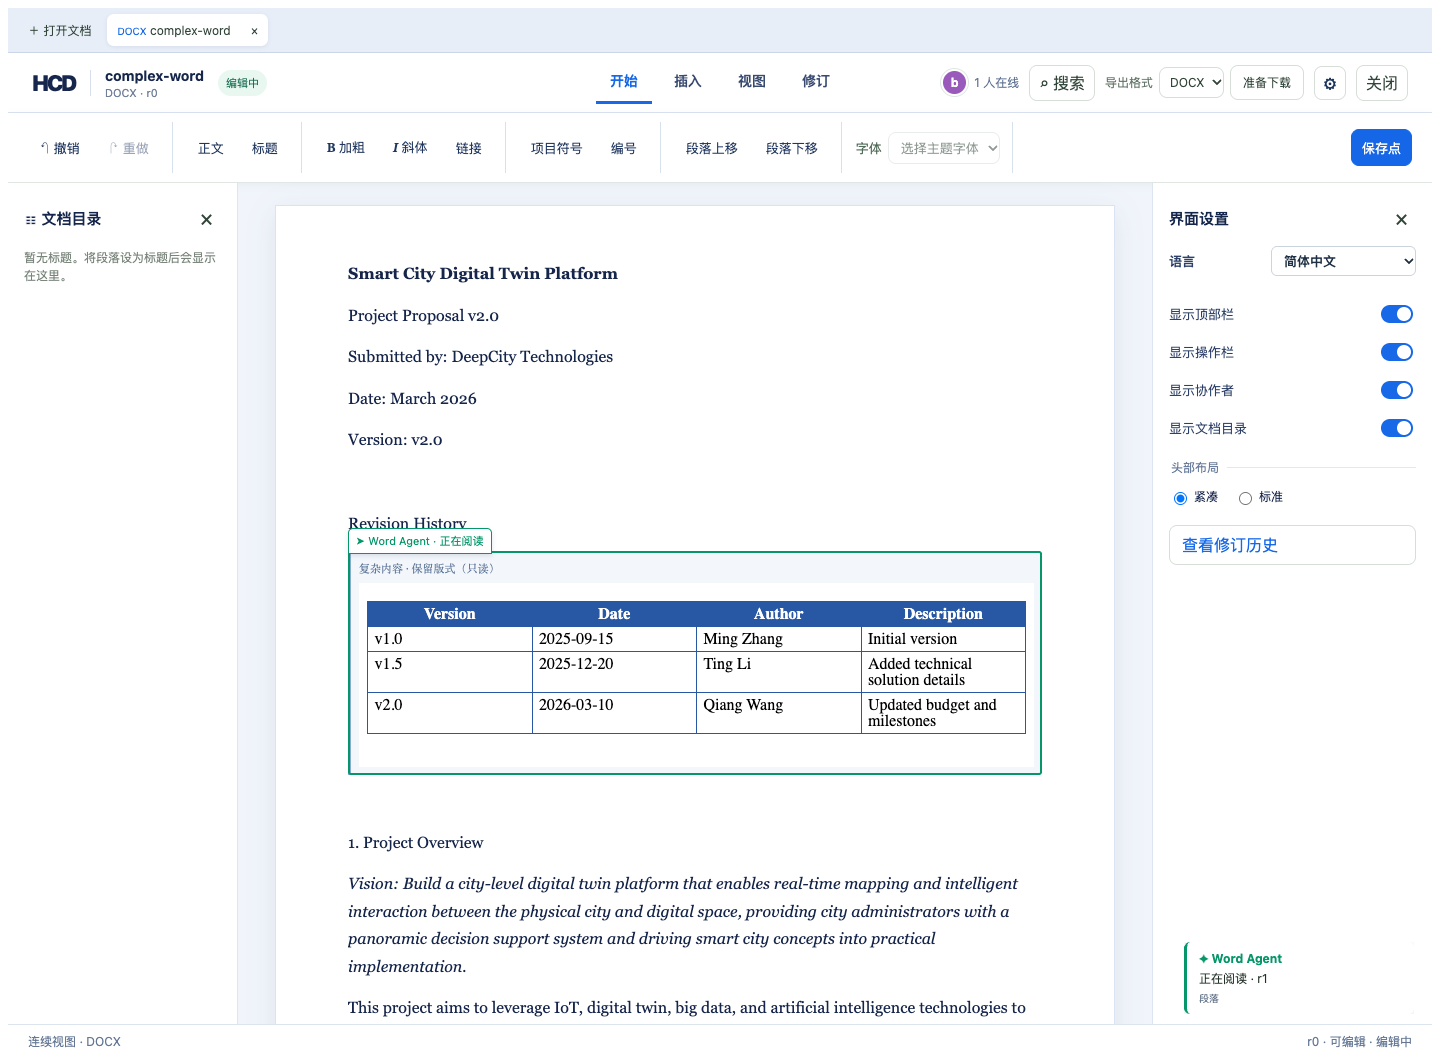 + 打开文档
DOCX complex-word ×
HCD
complex-word
DOCX · r0
编辑中
开始 插入 视图 修订
b 1 人在线 搜索 导出格式 DOCX 准备下载 关闭
撤销 重做 正文 标题 B 加粗 I 斜体 链接 项目符号 编号 段落上移 段落下移 字体 选择主题字体 保存点
文档目录 ×
暂无标题。将段落设为标题后会显示
在这里。
Smart City Digital Twin Platform
Project Proposal v2.0
Submitted by: DeepCity Technologies
Date: March 2026
Version: v2.0
Revision History
Word Agent · 正在阅读
复杂内容 · 保留版式（只读）
Version Date Author Description
v1.0 2025-09-15 Ming Zhang Initial version
v1.5 2025-12-20 Ting Li Added technical
solution details
v2.0 2026-03-10 Qiang Wang Updated budget and
milestones
1. Project Overview
Vision: Build a city-level digital twin platform that enables real-time mapping and intelligent
interaction between the physical city and digital space, providing city administrators with a
panoramic decision support system and driving smart city concepts into practical
implementation.
This project aims to leverage IoT, digital twin, big data, and artificial intelligence technologies to
界面设置 ×
语言 简体中文
显示顶部栏
显示操作栏
显示协作者
显示文档目录
头部布局
紧凑 标准
查看修订历史
Word Agent
正在阅读 · r1
段落
连续视图 · DOCX
r0 · 可编辑 · 编辑中